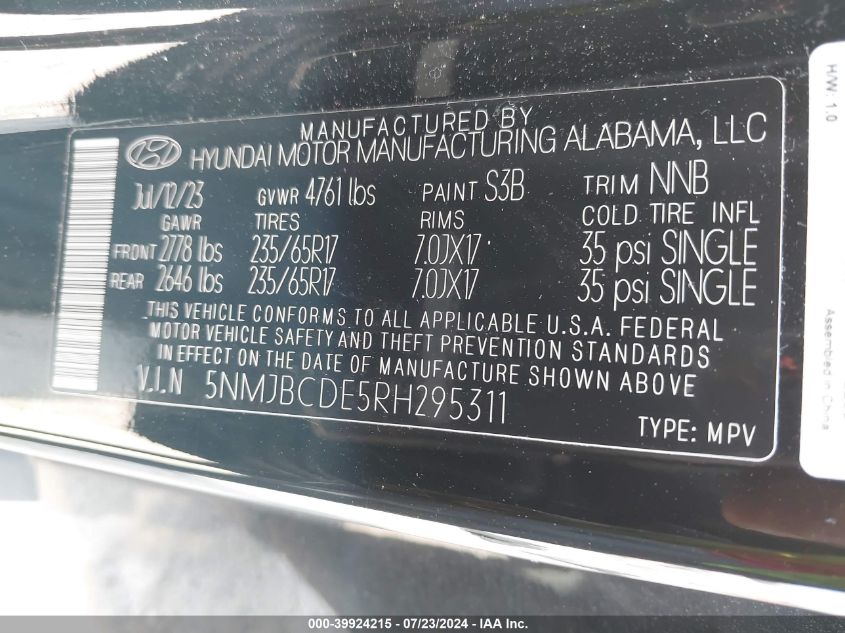 MANUFACTURED BY
HYUNDAI MOTOR MANUFACTURING ALABAMA, LLC
Jul/12/23 GVWR 4761 lbs PAINT S3B TRIM NNB
GAWR TIRES RIMS COLD TIRE INFL
FRONT 2778 lbs 235/65R17 7.0JX17 35 psi SINGLE
REAR 2646 lbs 235/65R17 7.0JX17 35 psi SINGLE
THIS VEHICLE CONFORMS TO ALL APPLICABLE U.S.A. FEDERAL
MOTOR VEHICLE SAFETY AND THEFT PREVENTION STANDARDS
IN EFFECT ON THE DATE OF MANUFACTURE SHOWN ABOVE.
V.I.N 5NMJBCDE5RH295311
TYPE: MPV
H/W: 1.0
Assembled in China
000-39924215 - 07/23/2024 - IAAI INC.